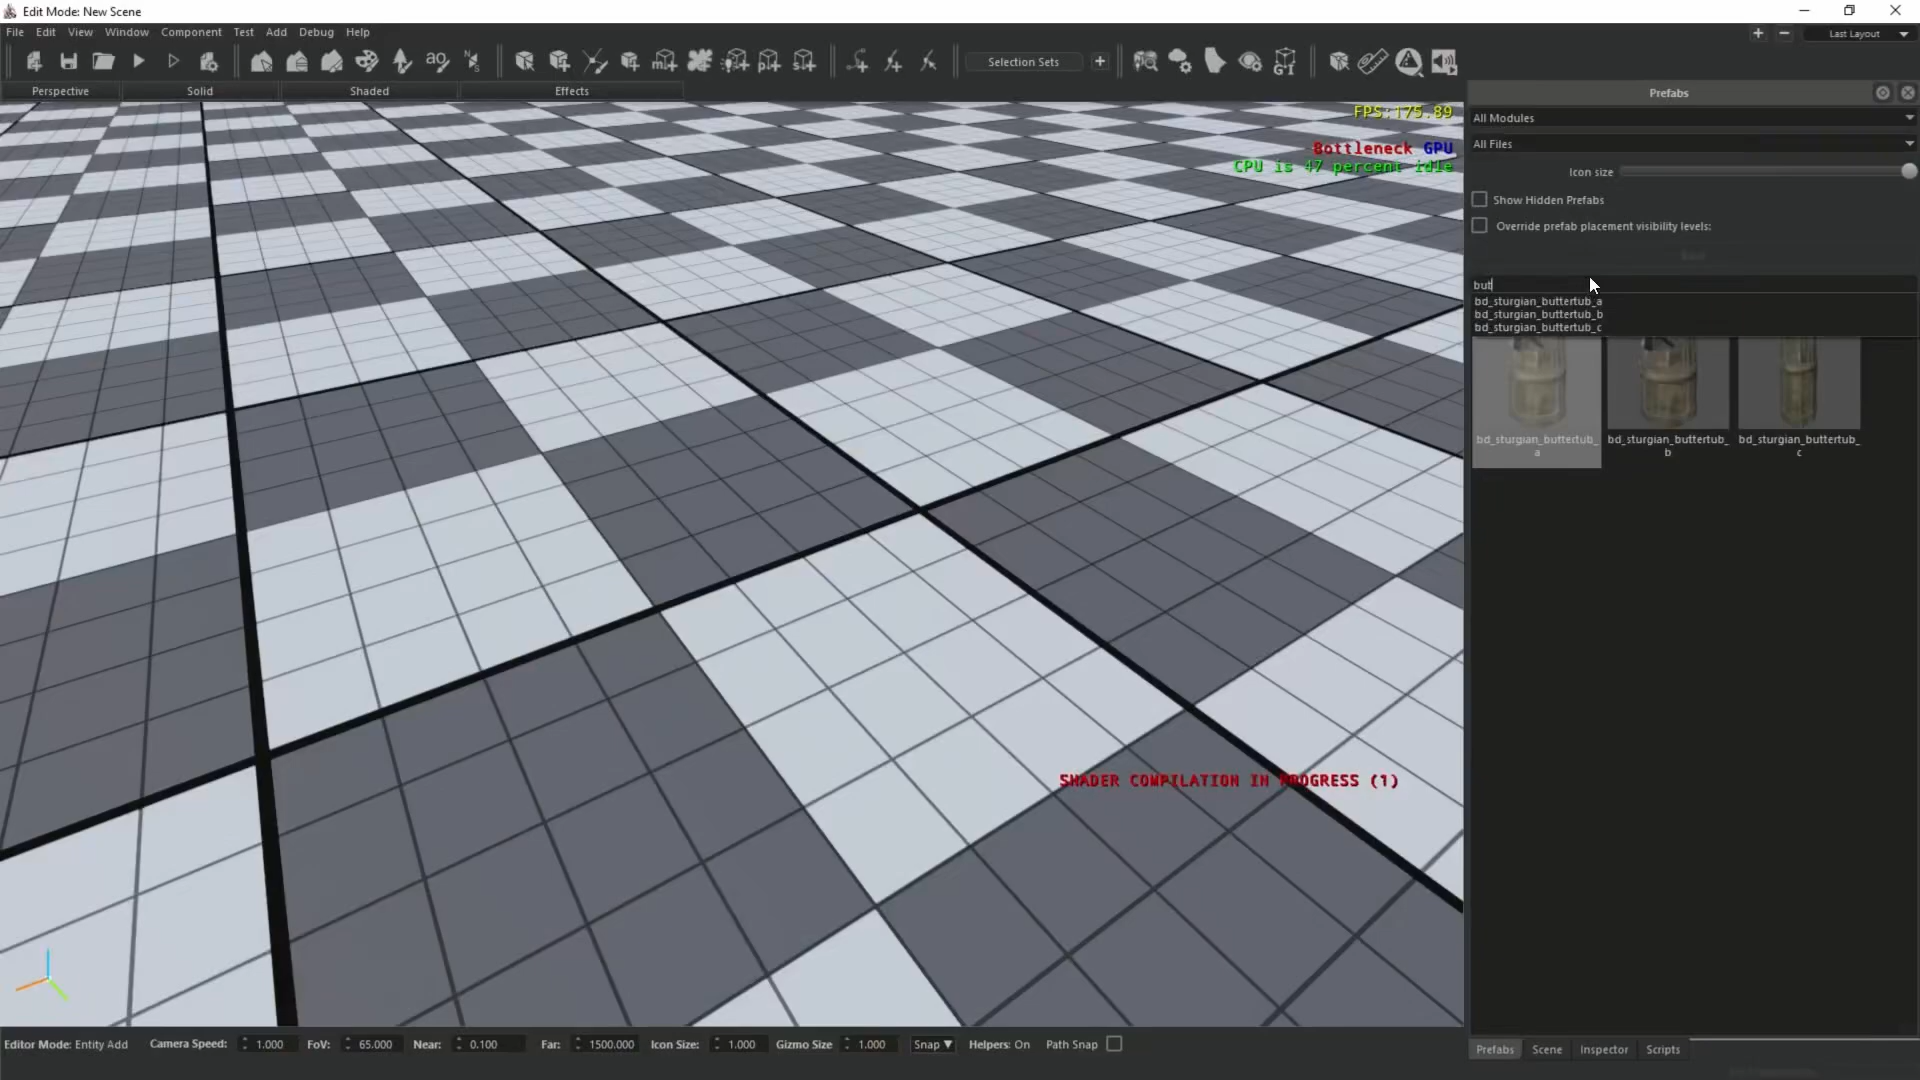 Edit Mode: New Scene
File Edit View Window Component Test Add Debug Help
Last Layout
Selection Sets
Perspective Solid Shaded Effects
FPS:175.89
Bottleneck GPU
CPU is 47 percent idle
SHADER COMPILATION IN PROGRESS (1)
Prefabs
All Modules
All Files
Icon size
Show Hidden Prefabs
Override prefab placement visibility levels:
but
bd_sturgian_buttertub_a
bd_sturgian_buttertub_b
bd_sturgian_buttertub_c
bd_sturgian_buttertub_ bd_sturgian_buttertub_ bd_sturgian_buttertub_
a b c
Editor Mode: Entity Add Camera Speed: 1.000 FoV: 65.000 Near: 0.100 Far: 1500.000 Icon Size: 1.000 Gizmo Size 1.000 Snap Helpers: On Path Snap
Prefabs Scene Inspector Scripts